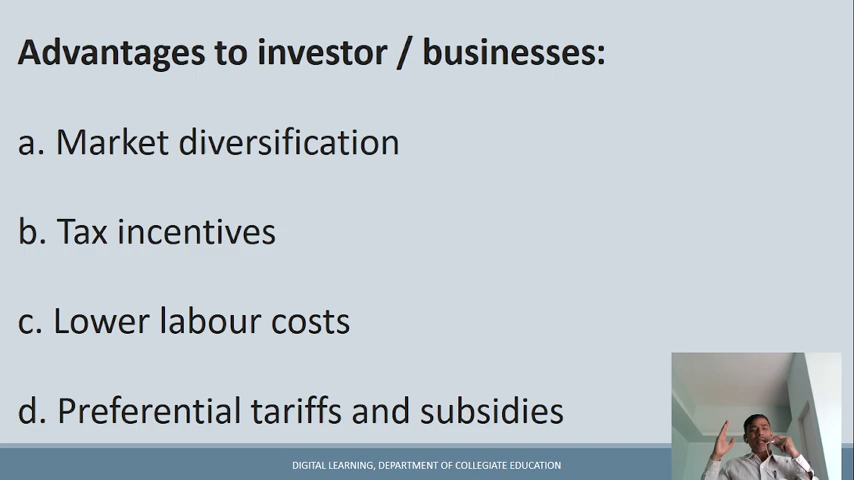 Advantages to investor / businesses:
a. Market diversification
b. Tax incentives
c. Lower labour costs
d. Preferential tariffs and subsidies
DIGITAL LEARNING, DEPARTMENT OF COLLEGIATE EDUCATION